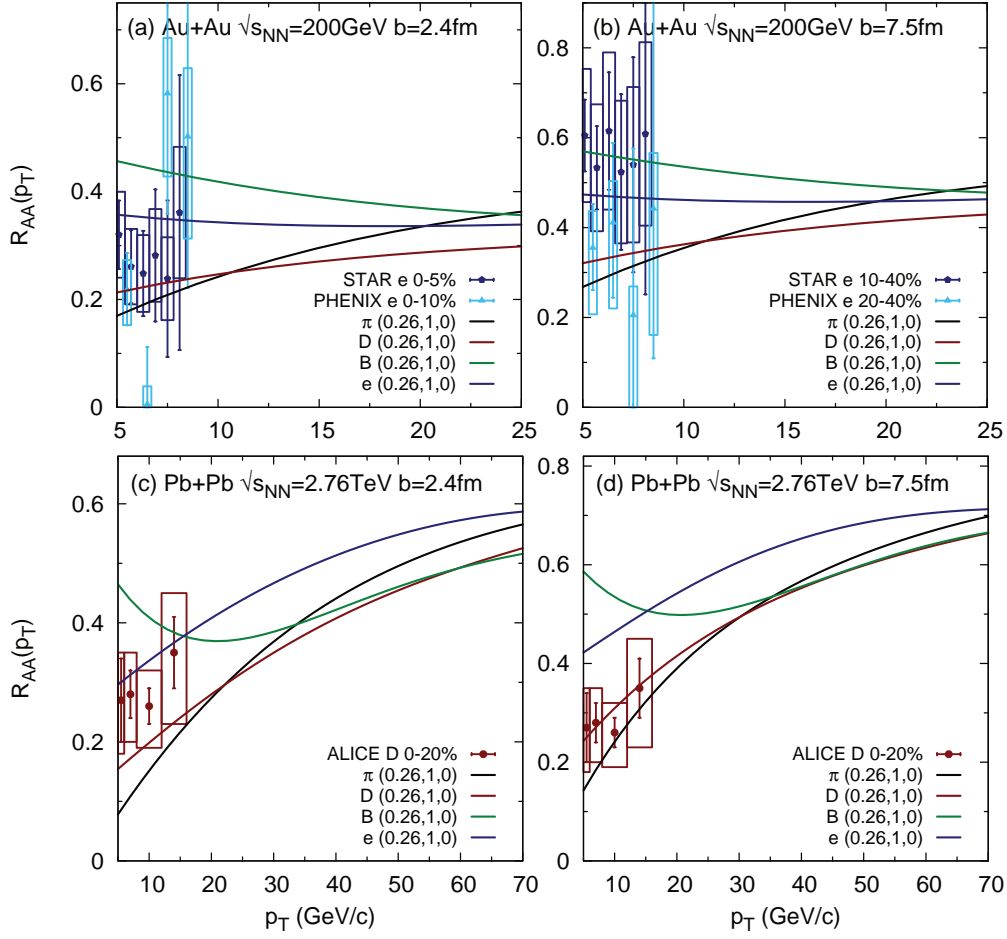 (a) Au+Au √sNN=200GeV b=2.4fm
(b) Au+Au √sNN=200GeV b=7.5fm
RAA(pT)
0.6
0.4
0.2
0
0.8
0.6
0.4
0.2
0
STAR e 0-5%
PHENIX e 0-10%
π (0.26,1,0)
D (0.26,1,0)
B (0.26,1,0)
e (0.26,1,0)
STAR e 10-40%
PHENIX e 20-40%
π (0.26,1,0)
D (0.26,1,0)
B (0.26,1,0)
e (0.26,1,0)
5 10 15 20 25
5 10 15 20 25
(c) Pb+Pb √sNN=2.76TeV b=2.4fm
(d) Pb+Pb √sNN=2.76TeV b=7.5fm
RAA(pT)
0.6
0.4
0.2
0
0.8
0.6
0.4
0.2
0
ALICE D 0-20%
π (0.26,1,0)
D (0.26,1,0)
B (0.26,1,0)
e (0.26,1,0)
ALICE D 0-20%
π (0.26,1,0)
D (0.26,1,0)
B (0.26,1,0)
e (0.26,1,0)
10 20 30 40 50 60 70
10 20 30 40 50 60 70
pT (GeV/c)
pT (GeV/c)